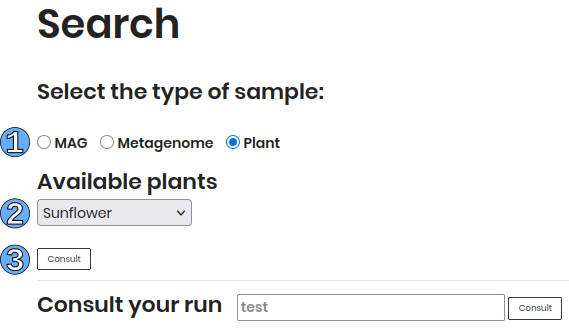 Search
Select the type of sample:
1 MAG Metagenome Plant
Available plants
2 Sunflower
3 Consult
Consult your run test Consult